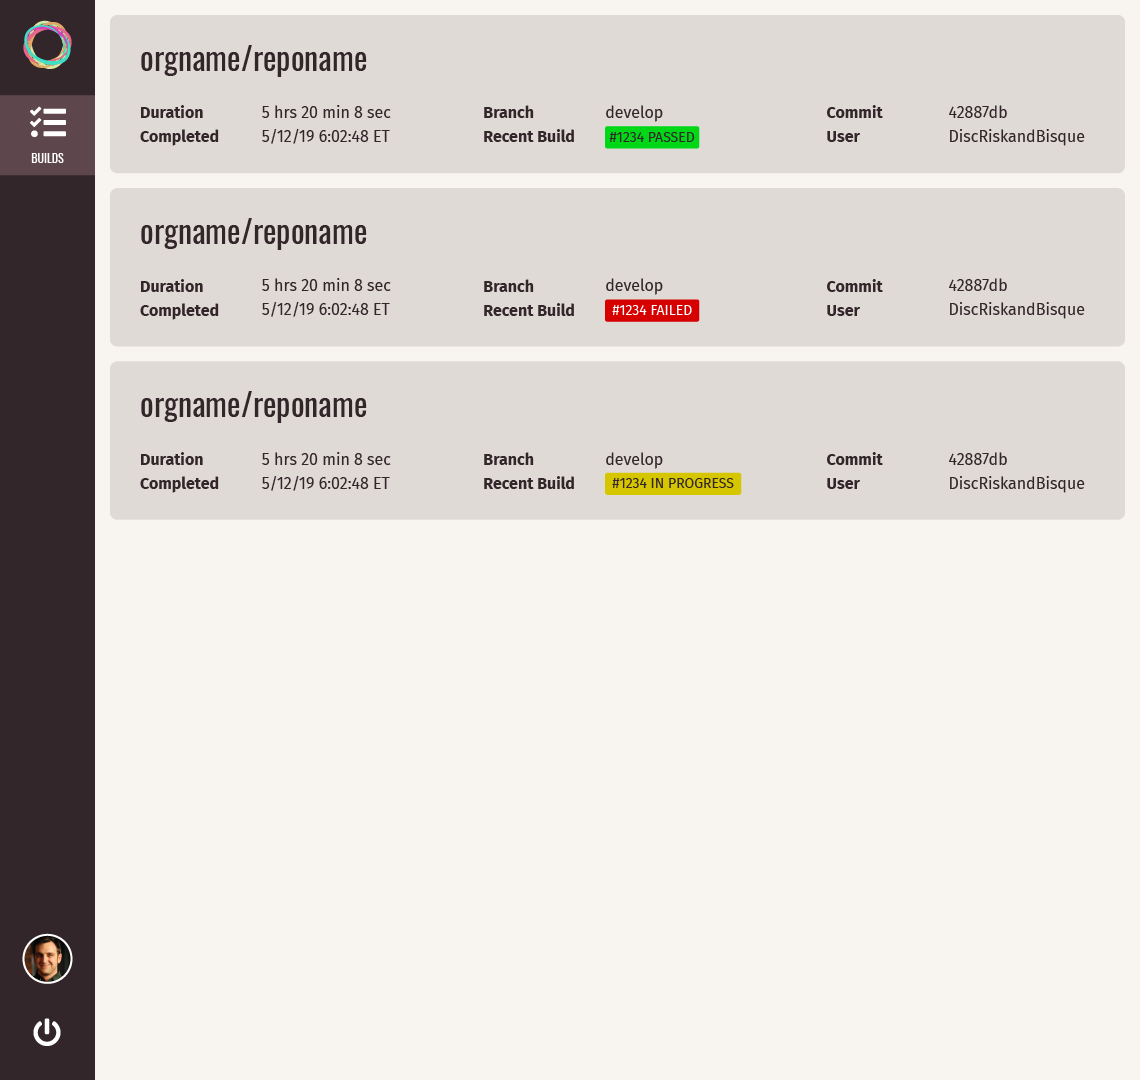 BUILDS
orgname/reponame
Duration 5 hrs 20 min 8 sec Branch develop Commit 42887db
Completed 5/12/19 6:02:48 ET Recent Build #1234 PASSED User DiscRiskandBisque
orgname/reponame
Duration 5 hrs 20 min 8 sec Branch develop Commit 42887db
Completed 5/12/19 6:02:48 ET Recent Build #1234 FAILED User DiscRiskandBisque
orgname/reponame
Duration 5 hrs 20 min 8 sec Branch develop Commit 42887db
Completed 5/12/19 6:02:48 ET Recent Build #1234 IN PROGRESS User DiscRiskandBisque